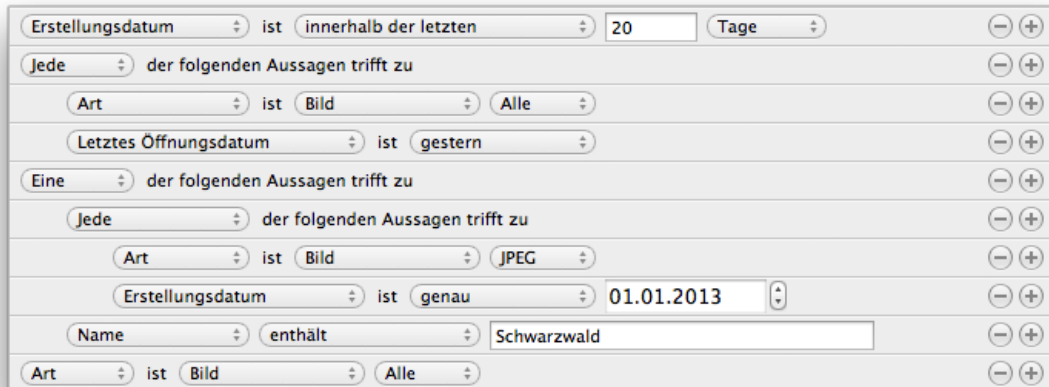 Erstellungsdatum ist innerhalb der letzten 20 Tage
Jede der folgenden Aussagen trifft zu
Art ist Bild Alle
Letztes Öffnungsdatum ist gestern
Eine der folgenden Aussagen trifft zu
Jede der folgenden Aussagen trifft zu
Art ist Bild JPEG
Erstellungsdatum ist genau 01.01.2013
Name enthält Schwarzwald
Art ist Bild Alle